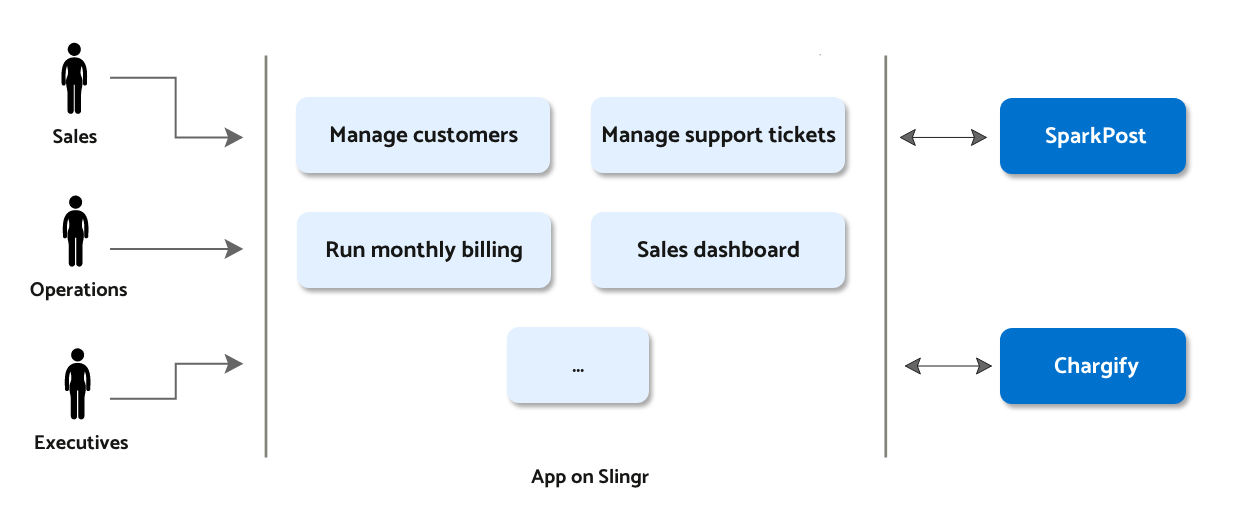 Sales
Manage customers
Manage support tickets
SparkPost
Operations
Run monthly billing
Sales dashboard
Executives
...
Chargify
App on Slingr